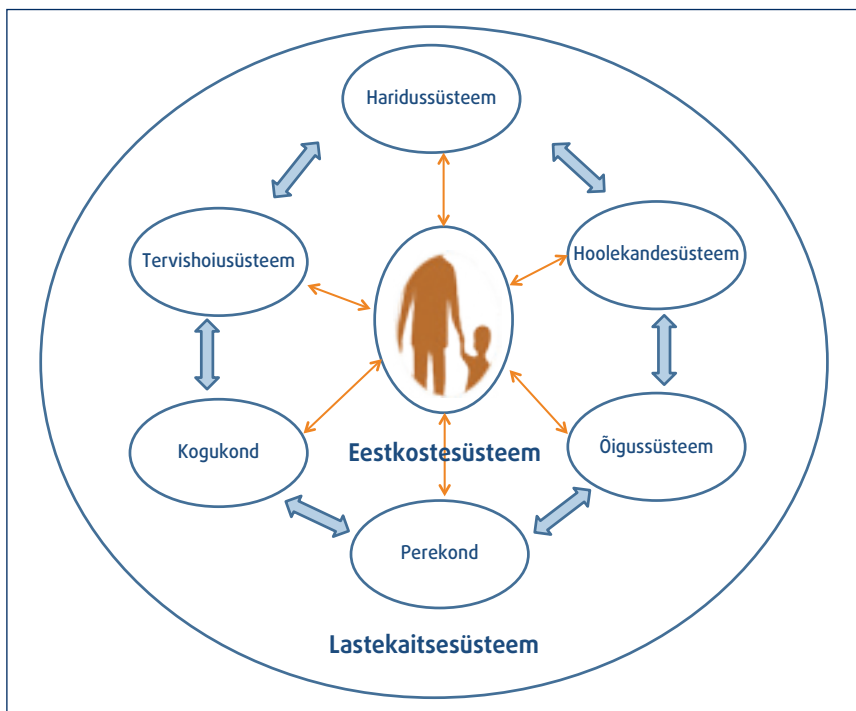 Haridussüsteem
Tervishoiusüsteem
Hoolekandesüsteem
Kogukond
Eestkostesüsteem
Õigussüsteem
Perekond
Lastekaitsesüsteem